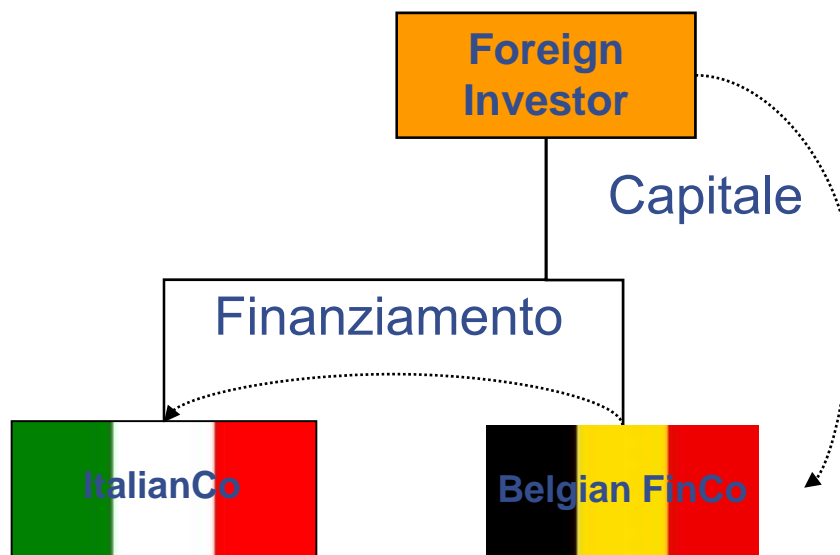 Foreign
Investor
Capitale
Finanziamento
ItalianCo
Belgian FinCo